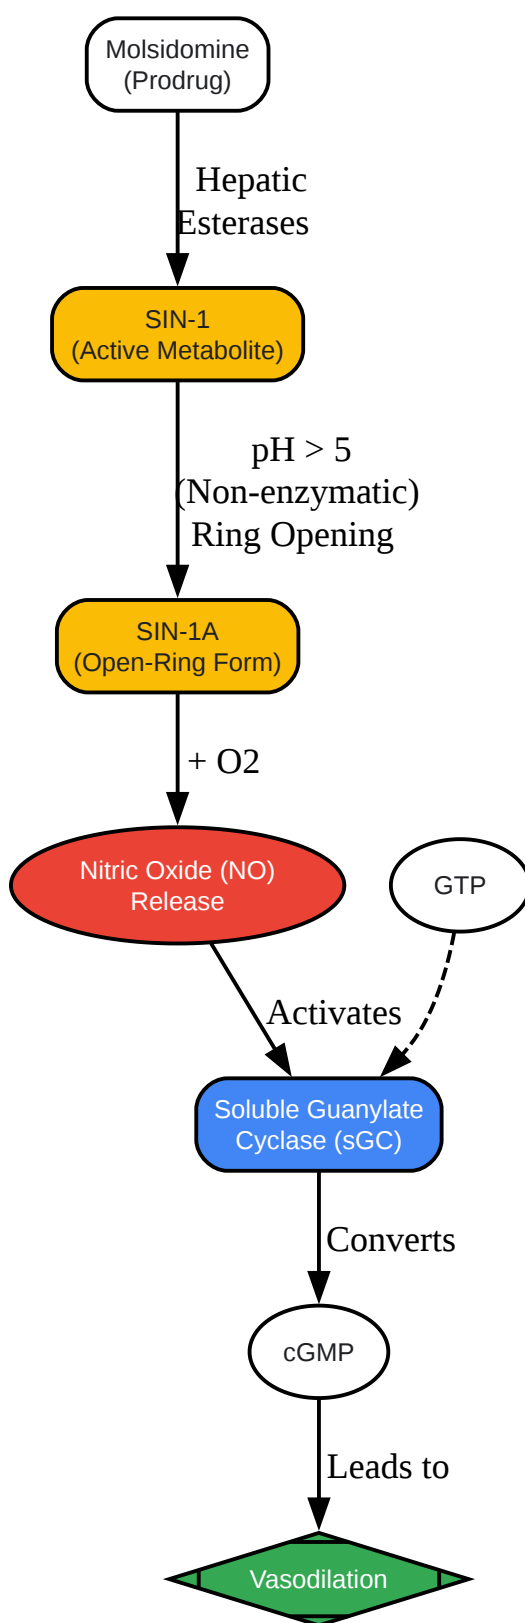 Molsidomine
(Prodrug)
Hepatic
Esterases
SIN-1
(Active Metabolite)
pH > 5
(Non-enzymatic)
Ring Opening
SIN-1A
(Open-Ring Form)
+ O2
Nitric Oxide (NO)
Release
GTP
Activates
Soluble Guanylate
Cyclase (sGC)
Converts
cGMP
Leads to
Vasodilation